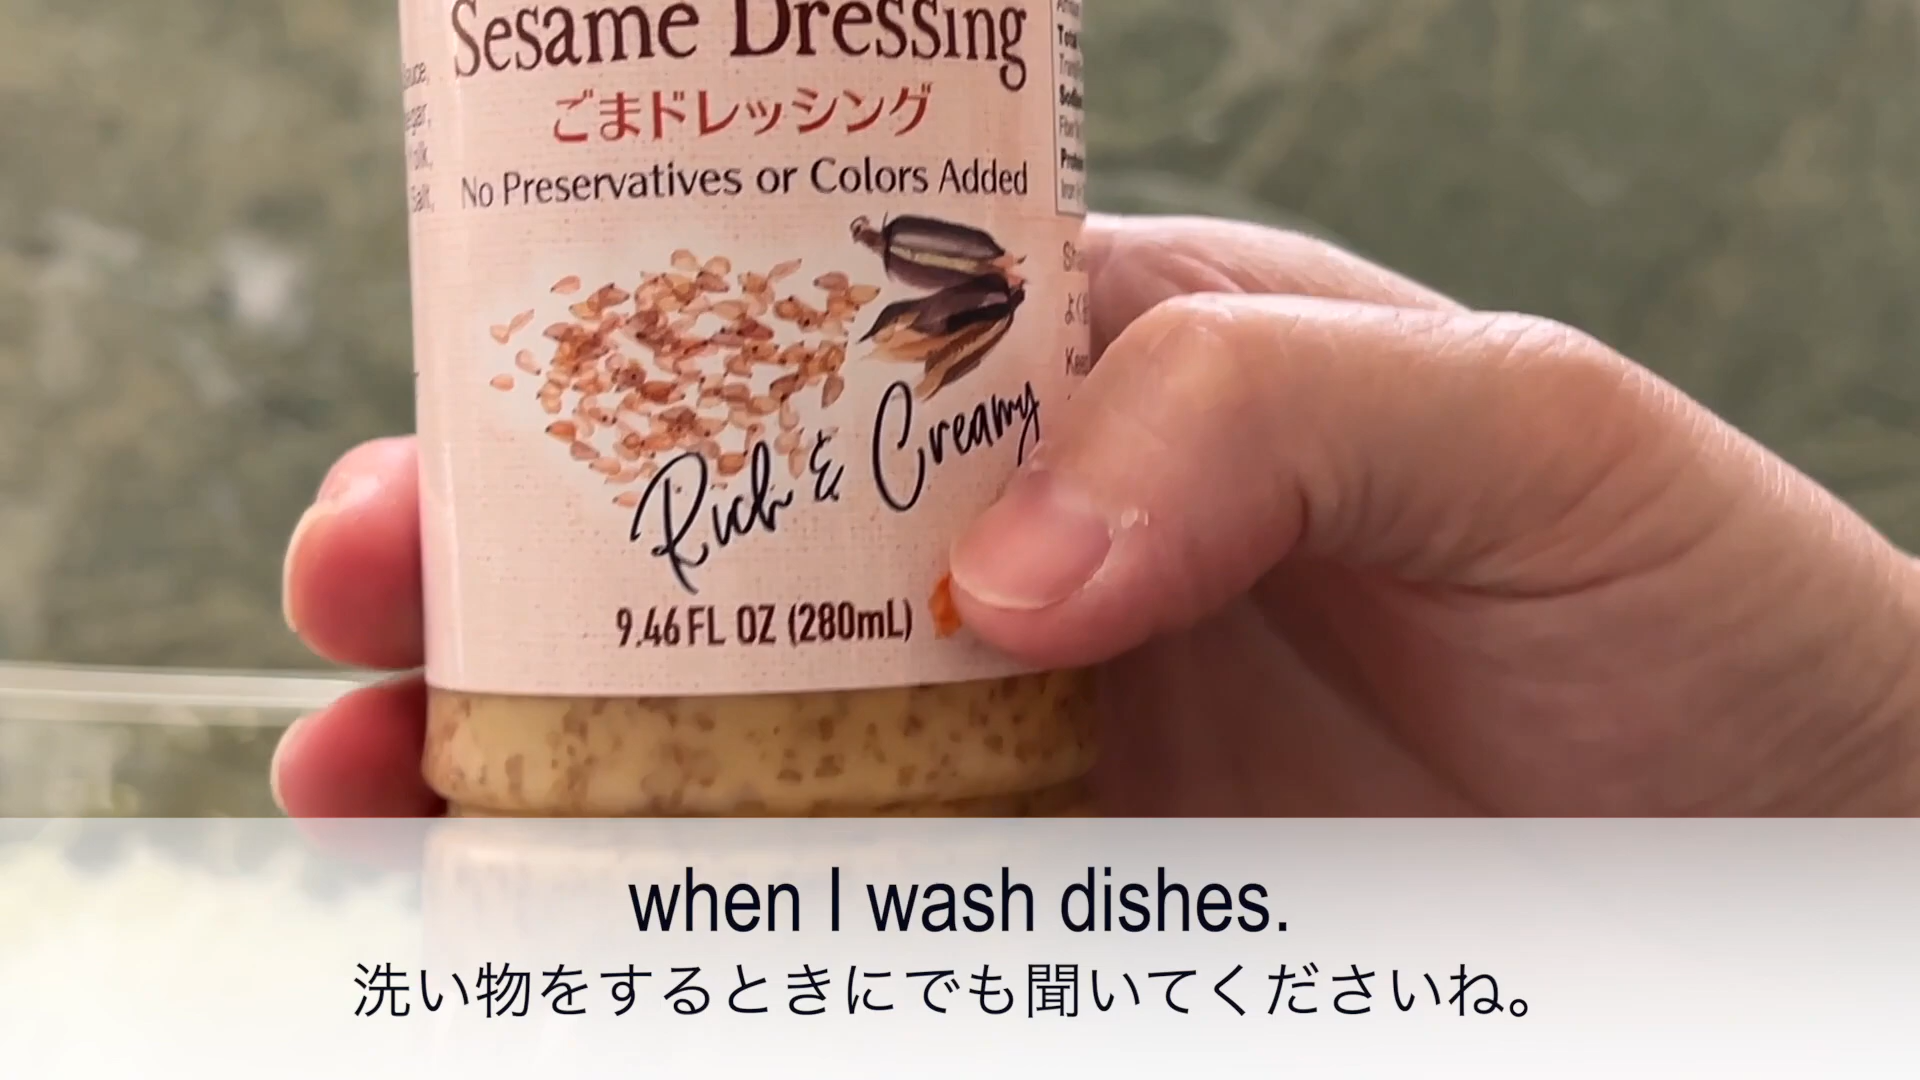 Sesame Dressing
ごまドレッシング
No Preservatives or Colors Added
Rich & Creamy
9.46 FL OZ (280mL)
when I wash dishes.
洗い物をするときにでも聞いてくださいね。